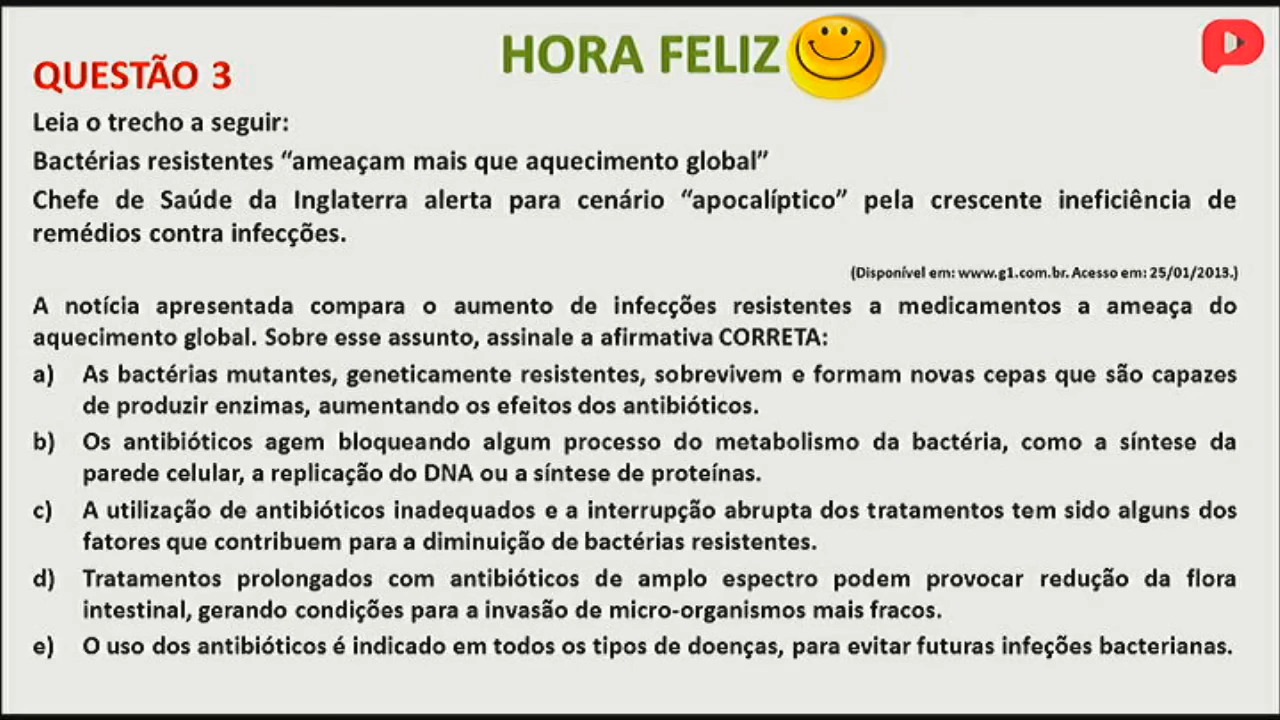 HORA FELIZ
QUESTÃO 3
Leia o trecho a seguir:
Bactérias resistentes “ameaçam mais que aquecimento global”
Chefe de Saúde da Inglaterra alerta para cenário “apocalíptico” pela crescente ineficiência de
remédios contra infecções.
(Disponível em: www.g1.com.br. Acesso em: 25/01/2013.)
A notícia apresentada compara o aumento de infecções resistentes a medicamentos a ameaça do
aquecimento global. Sobre esse assunto, assinale a afirmativa CORRETA:
a) As bactérias mutantes, geneticamente resistentes, sobrevivem e formam novas cepas que são capazes
de produzir enzimas, aumentando os efeitos dos antibióticos.
b) Os antibióticos agem bloqueando algum processo do metabolismo da bactéria, como a síntese da
parede celular, a replicação do DNA ou a síntese de proteínas.
c) A utilização de antibióticos inadequados e a interrupção abrupta dos tratamentos tem sido alguns dos
fatores que contribuem para a diminuição de bactérias resistentes.
d) Tratamentos prolongados com antibióticos de amplo espectro podem provocar redução da flora
intestinal, gerando condições para a invasão de micro-organismos mais fracos.
e) O uso dos antibióticos é indicado em todos os tipos de doenças, para evitar futuras infeções bacterianas.